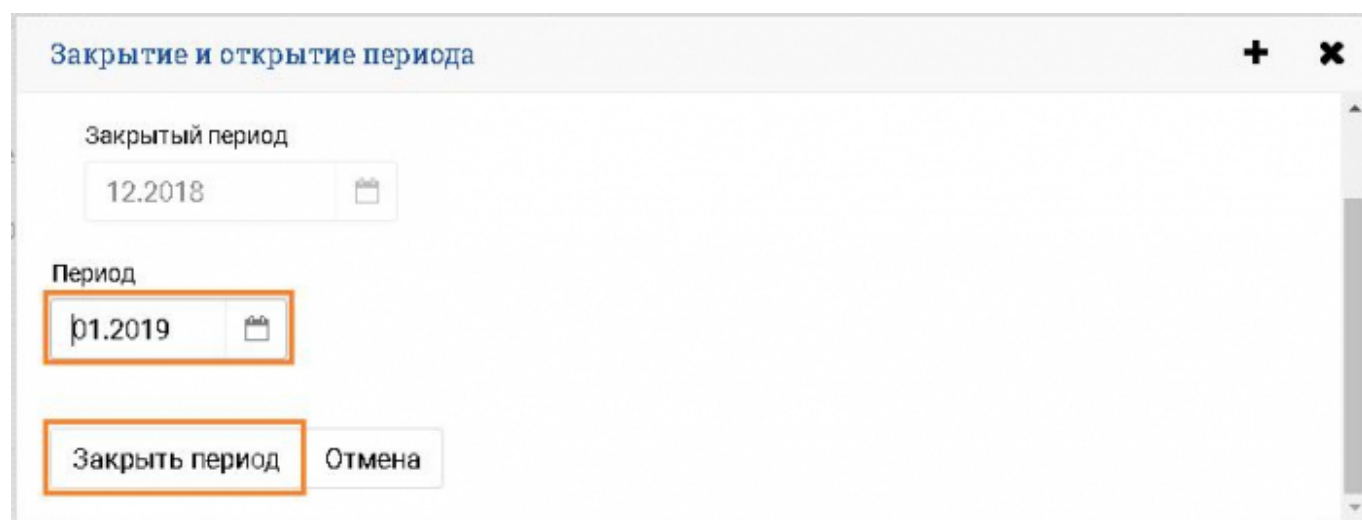 Закрытие и открытие периода
Закрытый период
12.2018
Период
01.2019
Закрыть период
Отмена